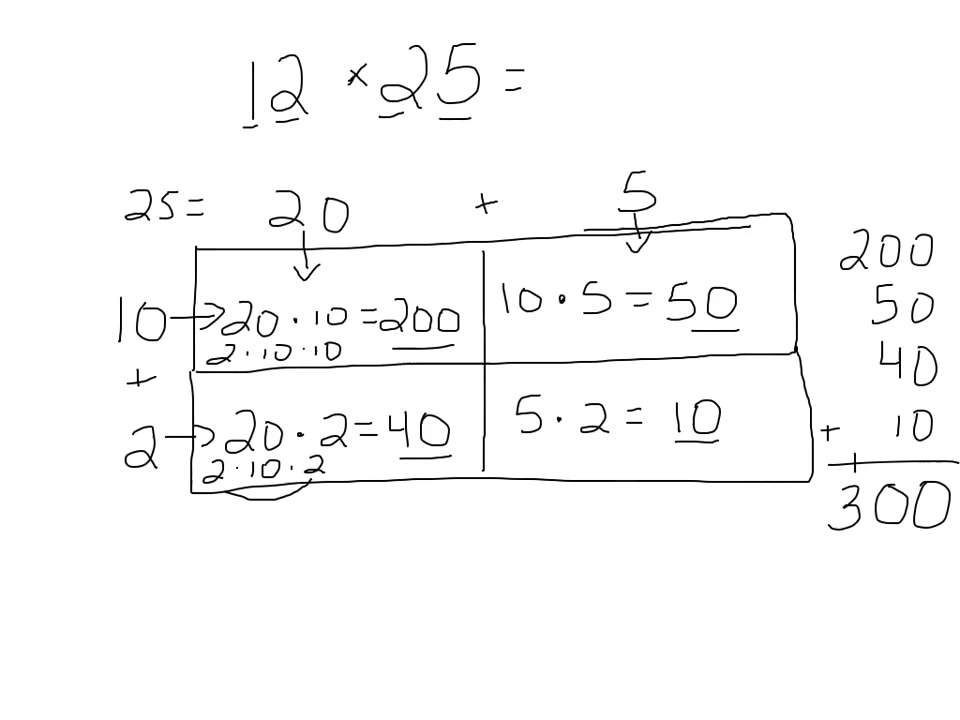 12 × 25 =
25 = 20 + 5
10 → 20 · 10 = 200
2 · 10 · 10
10 · 5 = 50
+
2 → 20 · 2 = 40
2 · 10 · 2
5 · 2 = 10
200
50
40
+ 10
300